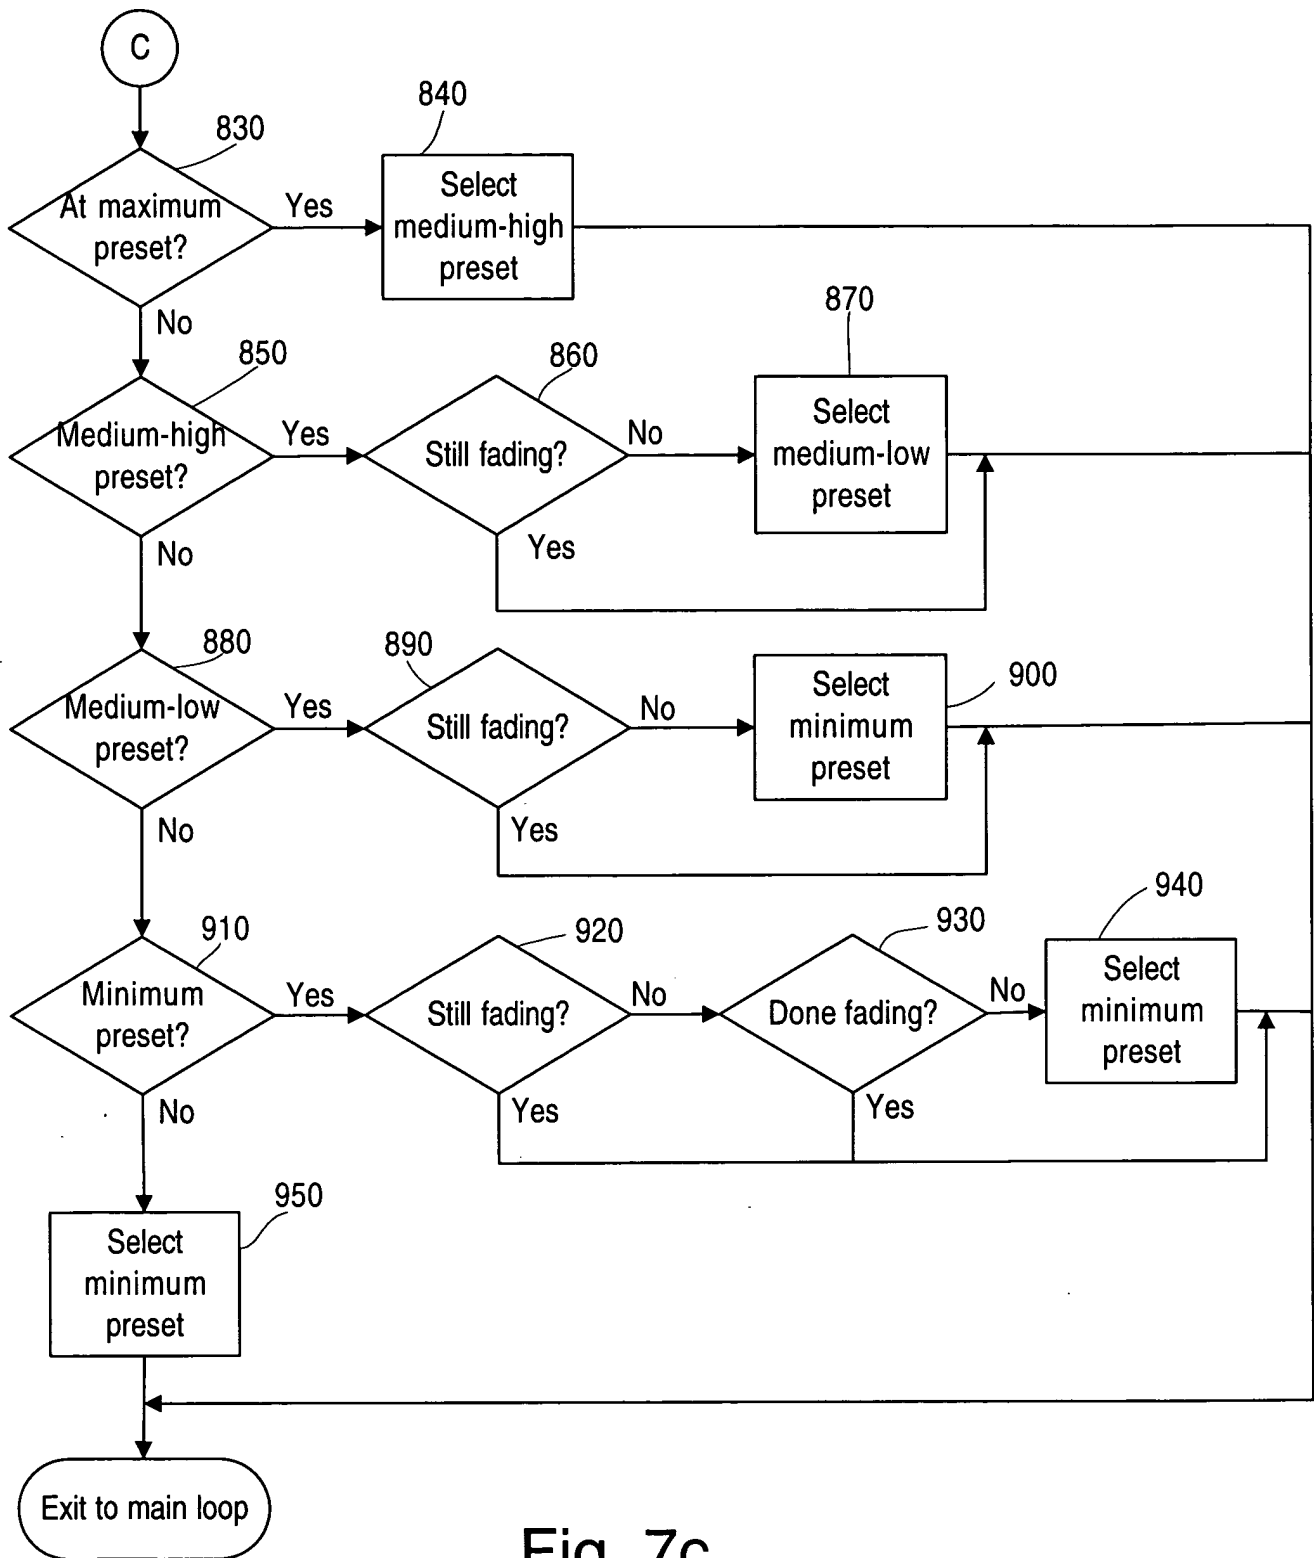 C
830
At maximum
preset?
Yes
840
Select
medium-high
preset
No
850
Medium-high
preset?
Yes
860
Still fading?
No
870
Select
medium-low
preset
Yes
No
880
Medium-low
preset?
Yes
890
Still fading?
No
900
Select
minimum
preset
Yes
No
910
Minimum
preset?
Yes
920
Still fading?
No
930
Done fading?
No
940
Select
minimum
preset
Yes
Yes
No
950
Select
minimum
preset
Exit to main loop
Fig. 7c